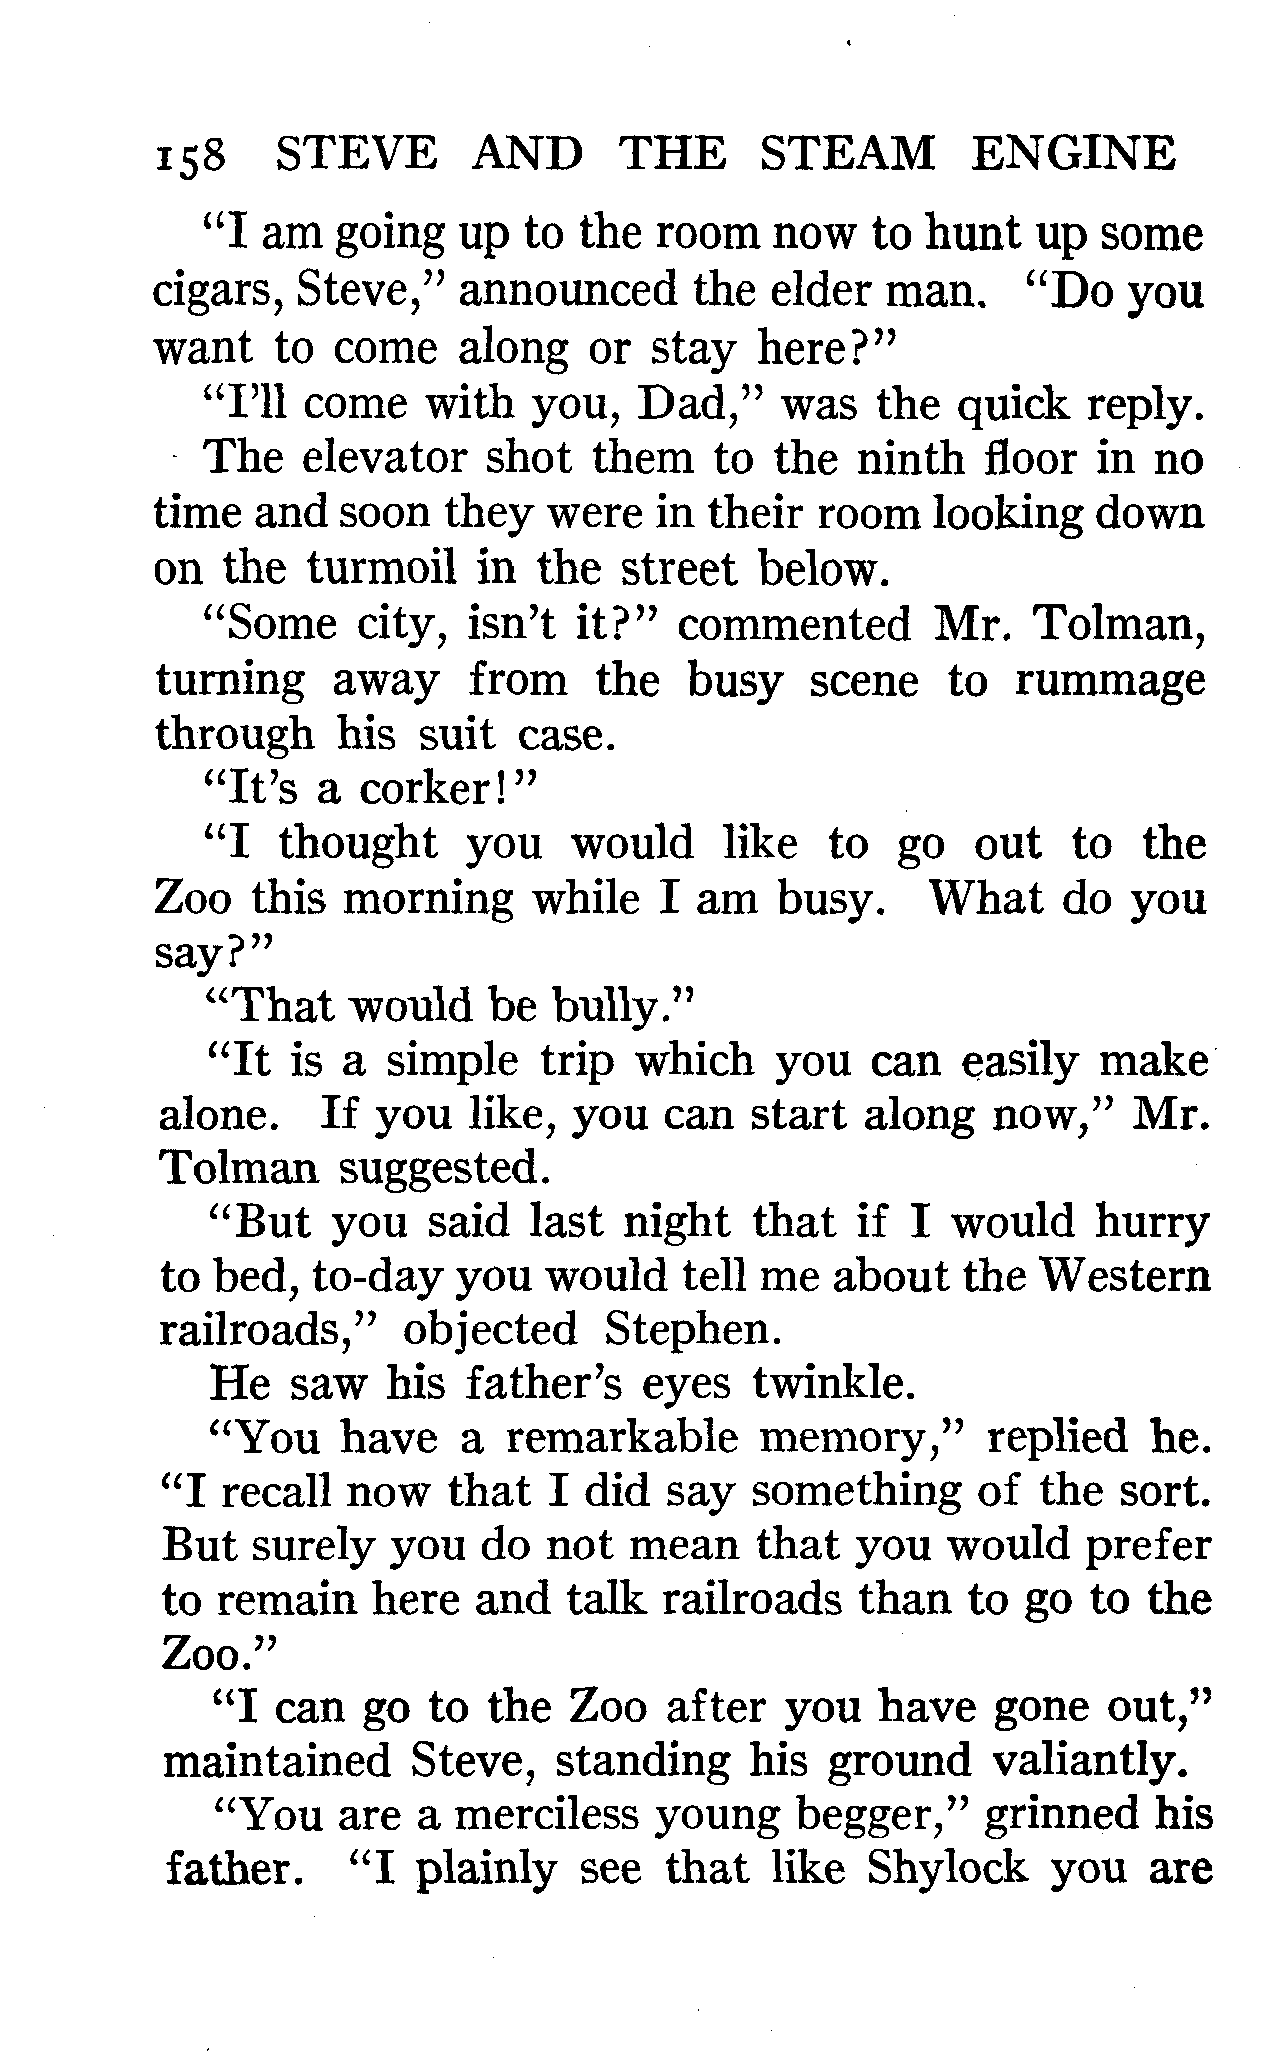 158 STEVE AND THE STEAM ENGINE
"I am going up to the room now to hunt up some
cigars, Steve," announced the elder man. "Do you
want to come along or stay here?"
"I'll come with you, Dad," was the quick reply.
The elevator shot them to the ninth floor in no
time and soon they were in their room looking down
on the turmoil in the street below.
"Some city, isn't it?" commented Mr. Tolman,
turning away from the busy scene to rummage
through his suit case.
"It's a corker!"
"I thought you would like to go out to the
Zoo this morning while I am busy. What do you
say?"
"That would be bully."
"It is a simple trip which you can easily make
alone. If you like, you can start along now," Mr.
Tolman suggested.
"But you said last night that if I would hurry
to bed, to-day you would tell me about the Western
railroads," objected Stephen.
He saw his father's eyes twinkle.
"You have a remarkable memory," replied he.
"I recall now that I did say something of the sort.
But surely you do not mean that you would prefer
to remain here and talk railroads than to go to the
Zoo."
"I can go to the Zoo after you have gone out,"
maintained Steve, standing his ground valiantly.
"You are a merciless young begger," grinned his
father. "I plainly see that like Shylock you are